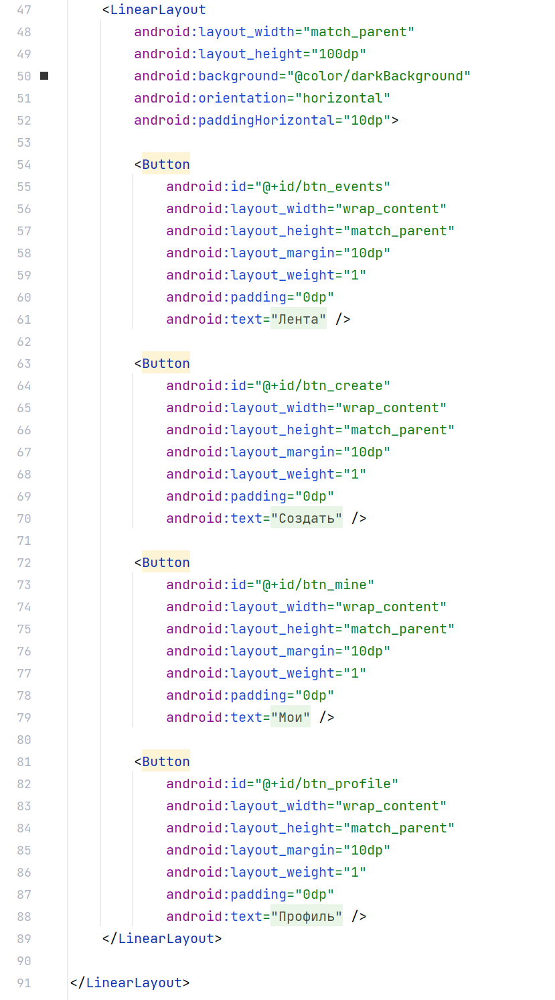 47 <LinearLayout
48 android:layout_width="match_parent"
49 android:layout_height="100dp"
50 android:background="@color/darkBackground"
51 android:orientation="horizontal"
52 android:paddingHorizontal="10dp">
53
54 <Button
55 android:id="@+id/btn_events"
56 android:layout_width="wrap_content"
57 android:layout_height="match_parent"
58 android:layout_margin="10dp"
59 android:layout_weight="1"
60 android:padding="0dp"
61 android:text="Лента" />
62
63 <Button
64 android:id="@+id/btn_create"
65 android:layout_width="wrap_content"
66 android:layout_height="match_parent"
67 android:layout_margin="10dp"
68 android:layout_weight="1"
69 android:padding="0dp"
70 android:text="Создать" />
71
72 <Button
73 android:id="@+id/btn_mine"
74 android:layout_width="wrap_content"
75 android:layout_height="match_parent"
76 android:layout_margin="10dp"
77 android:layout_weight="1"
78 android:padding="0dp"
79 android:text="Мои" />
80
81 <Button
82 android:id="@+id/btn_profile"
83 android:layout_width="wrap_content"
84 android:layout_height="match_parent"
85 android:layout_margin="10dp"
86 android:layout_weight="1"
87 android:padding="0dp"
88 android:text="Профиль" />
89 </LinearLayout>
90
91 </LinearLayout>